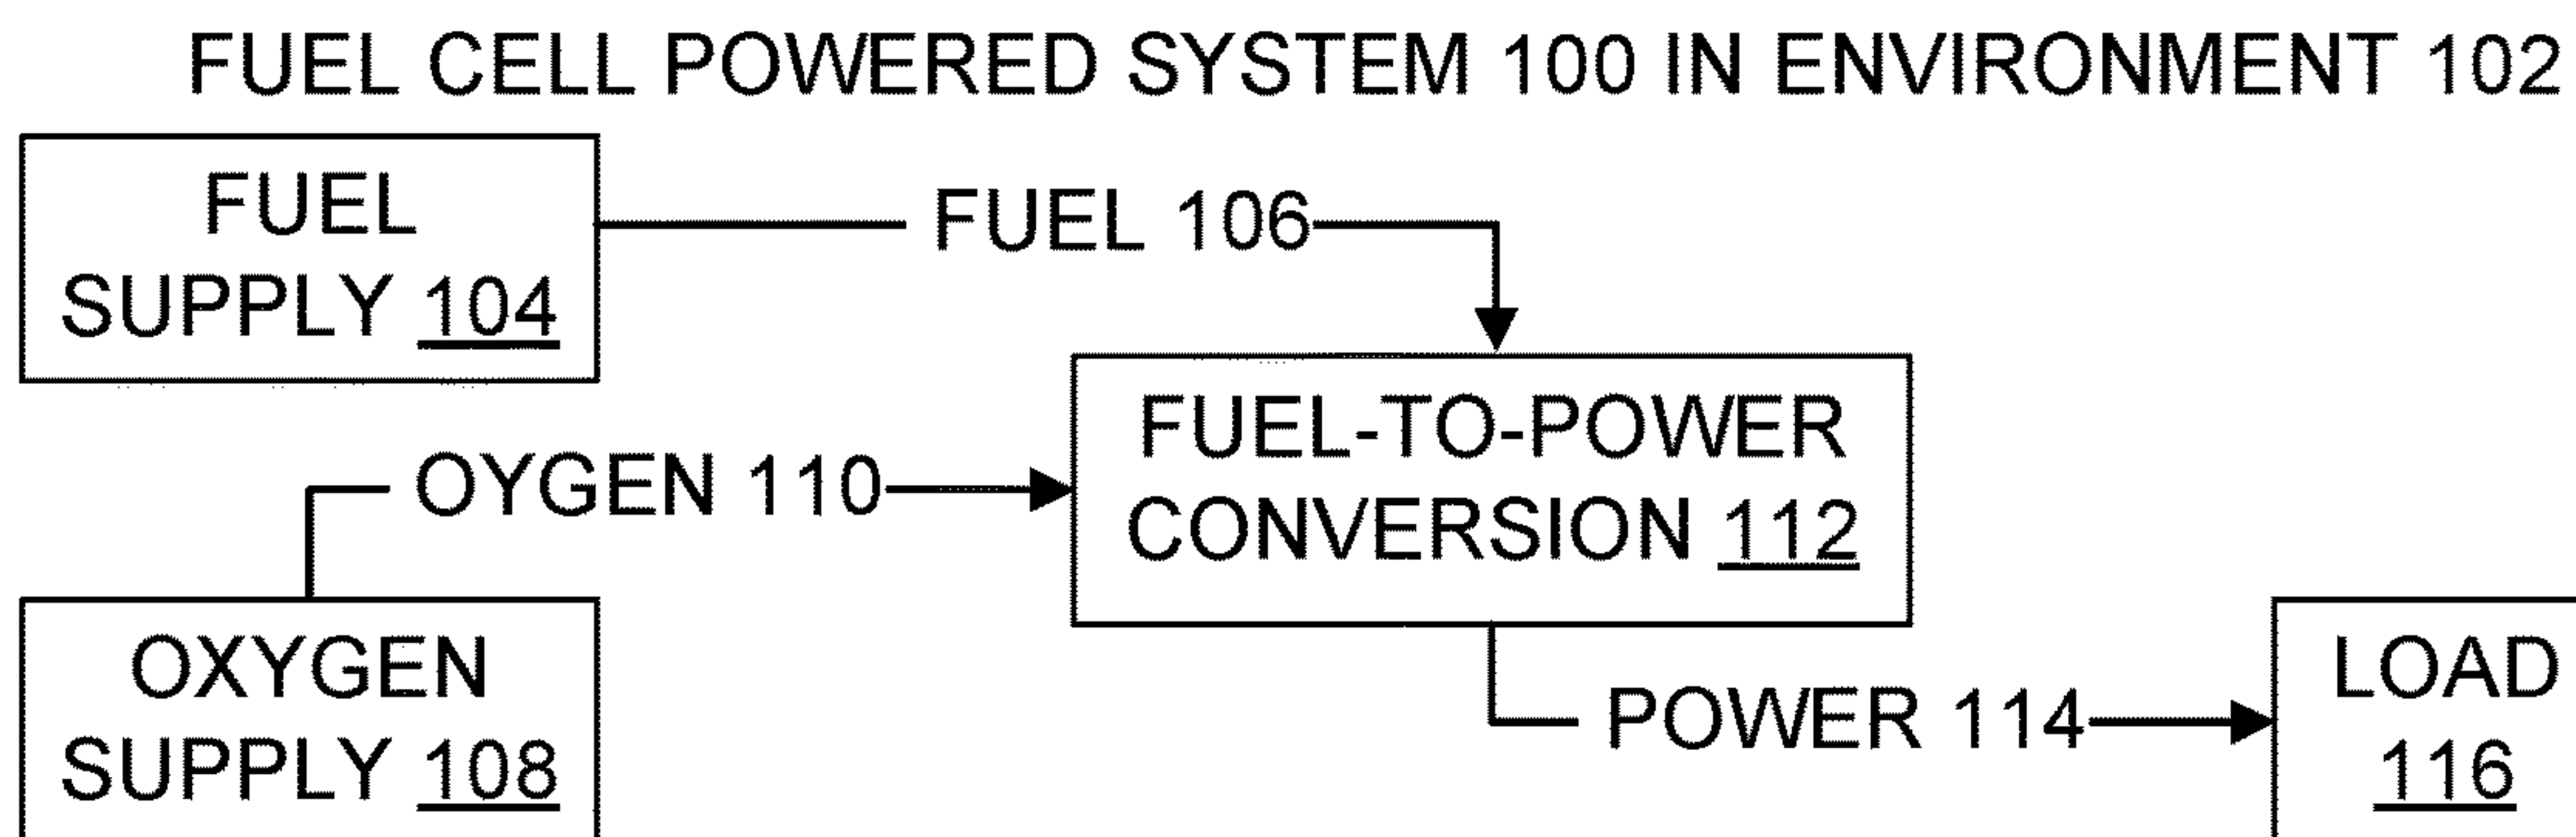 FUEL CELL POWERED SYSTEM 100 IN ENVIRONMENT 102
FUEL
SUPPLY 104
FUEL 106
OYGEN 110
FUEL-TO-POWER
CONVERSION 112
OXYGEN
SUPPLY 108
POWER 114
LOAD
116